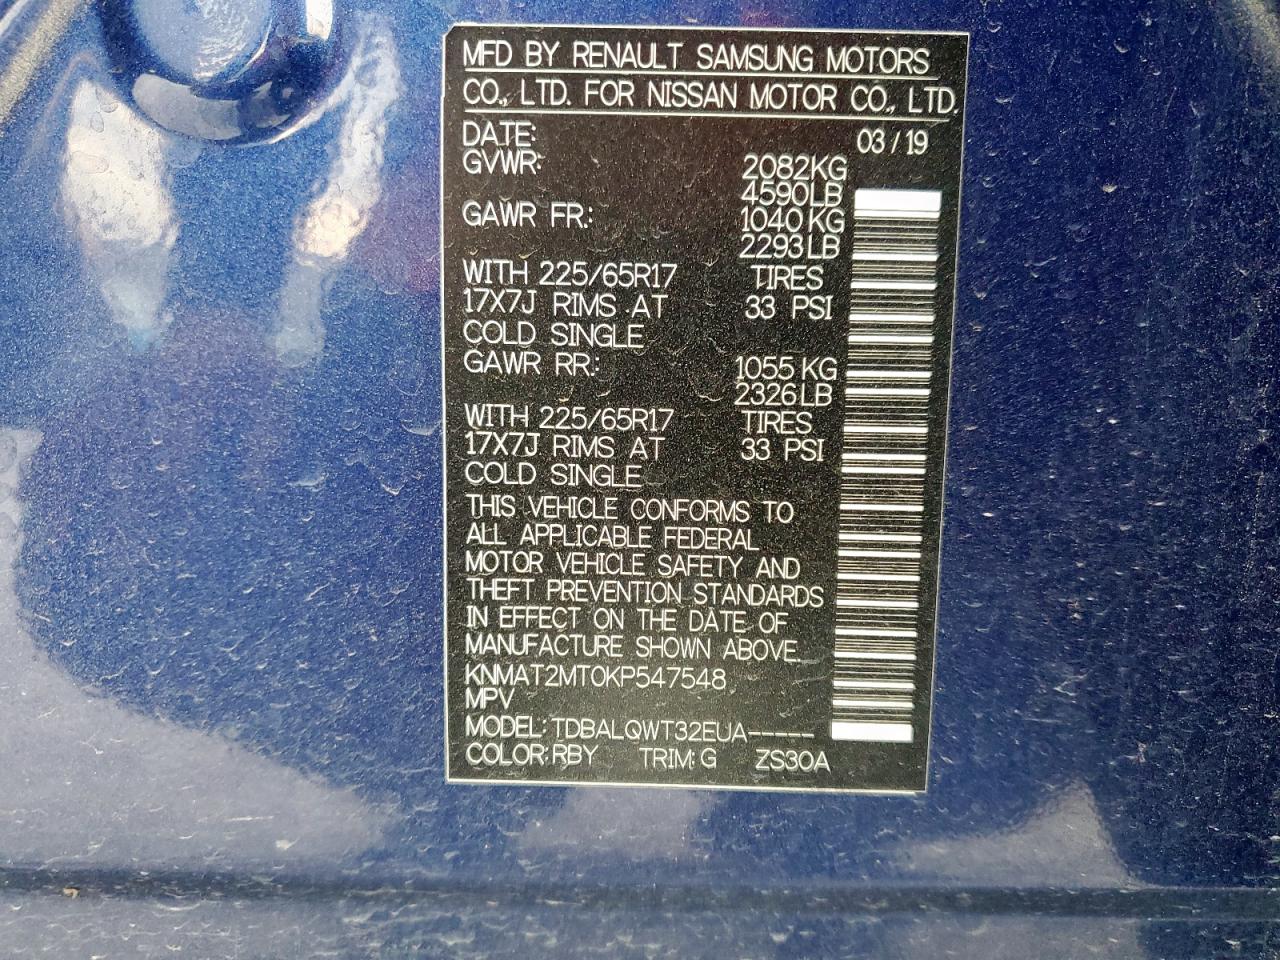 MFD BY RENAULT SAMSUNG MOTORS
CO., LTD. FOR NISSAN MOTOR CO., LTD.
DATE: 03/19
GVWR: 2082KG
4590LB
GAWR FR.: 1040KG
2293LB
WITH 225/65R17 TIRES
17X7J RIMS AT 33 PSI
COLD SINGLE
GAWR RR.: 1055KG
2326LB
WITH 225/65R17 TIRES
17X7J RIMS AT 33 PSI
COLD SINGLE
THIS VEHICLE CONFORMS TO
ALL APPLICABLE FEDERAL
MOTOR VEHICLE SAFETY AND
THEFT PREVENTION STANDARDS
IN EFFECT ON THE DATE OF
MANUFACTURE SHOWN ABOVE.
KNMAT2MT0KP547548
MPV
MODEL: TDBALQWT32EUA-----
COLOR: RBY TRIM: G ZS30A